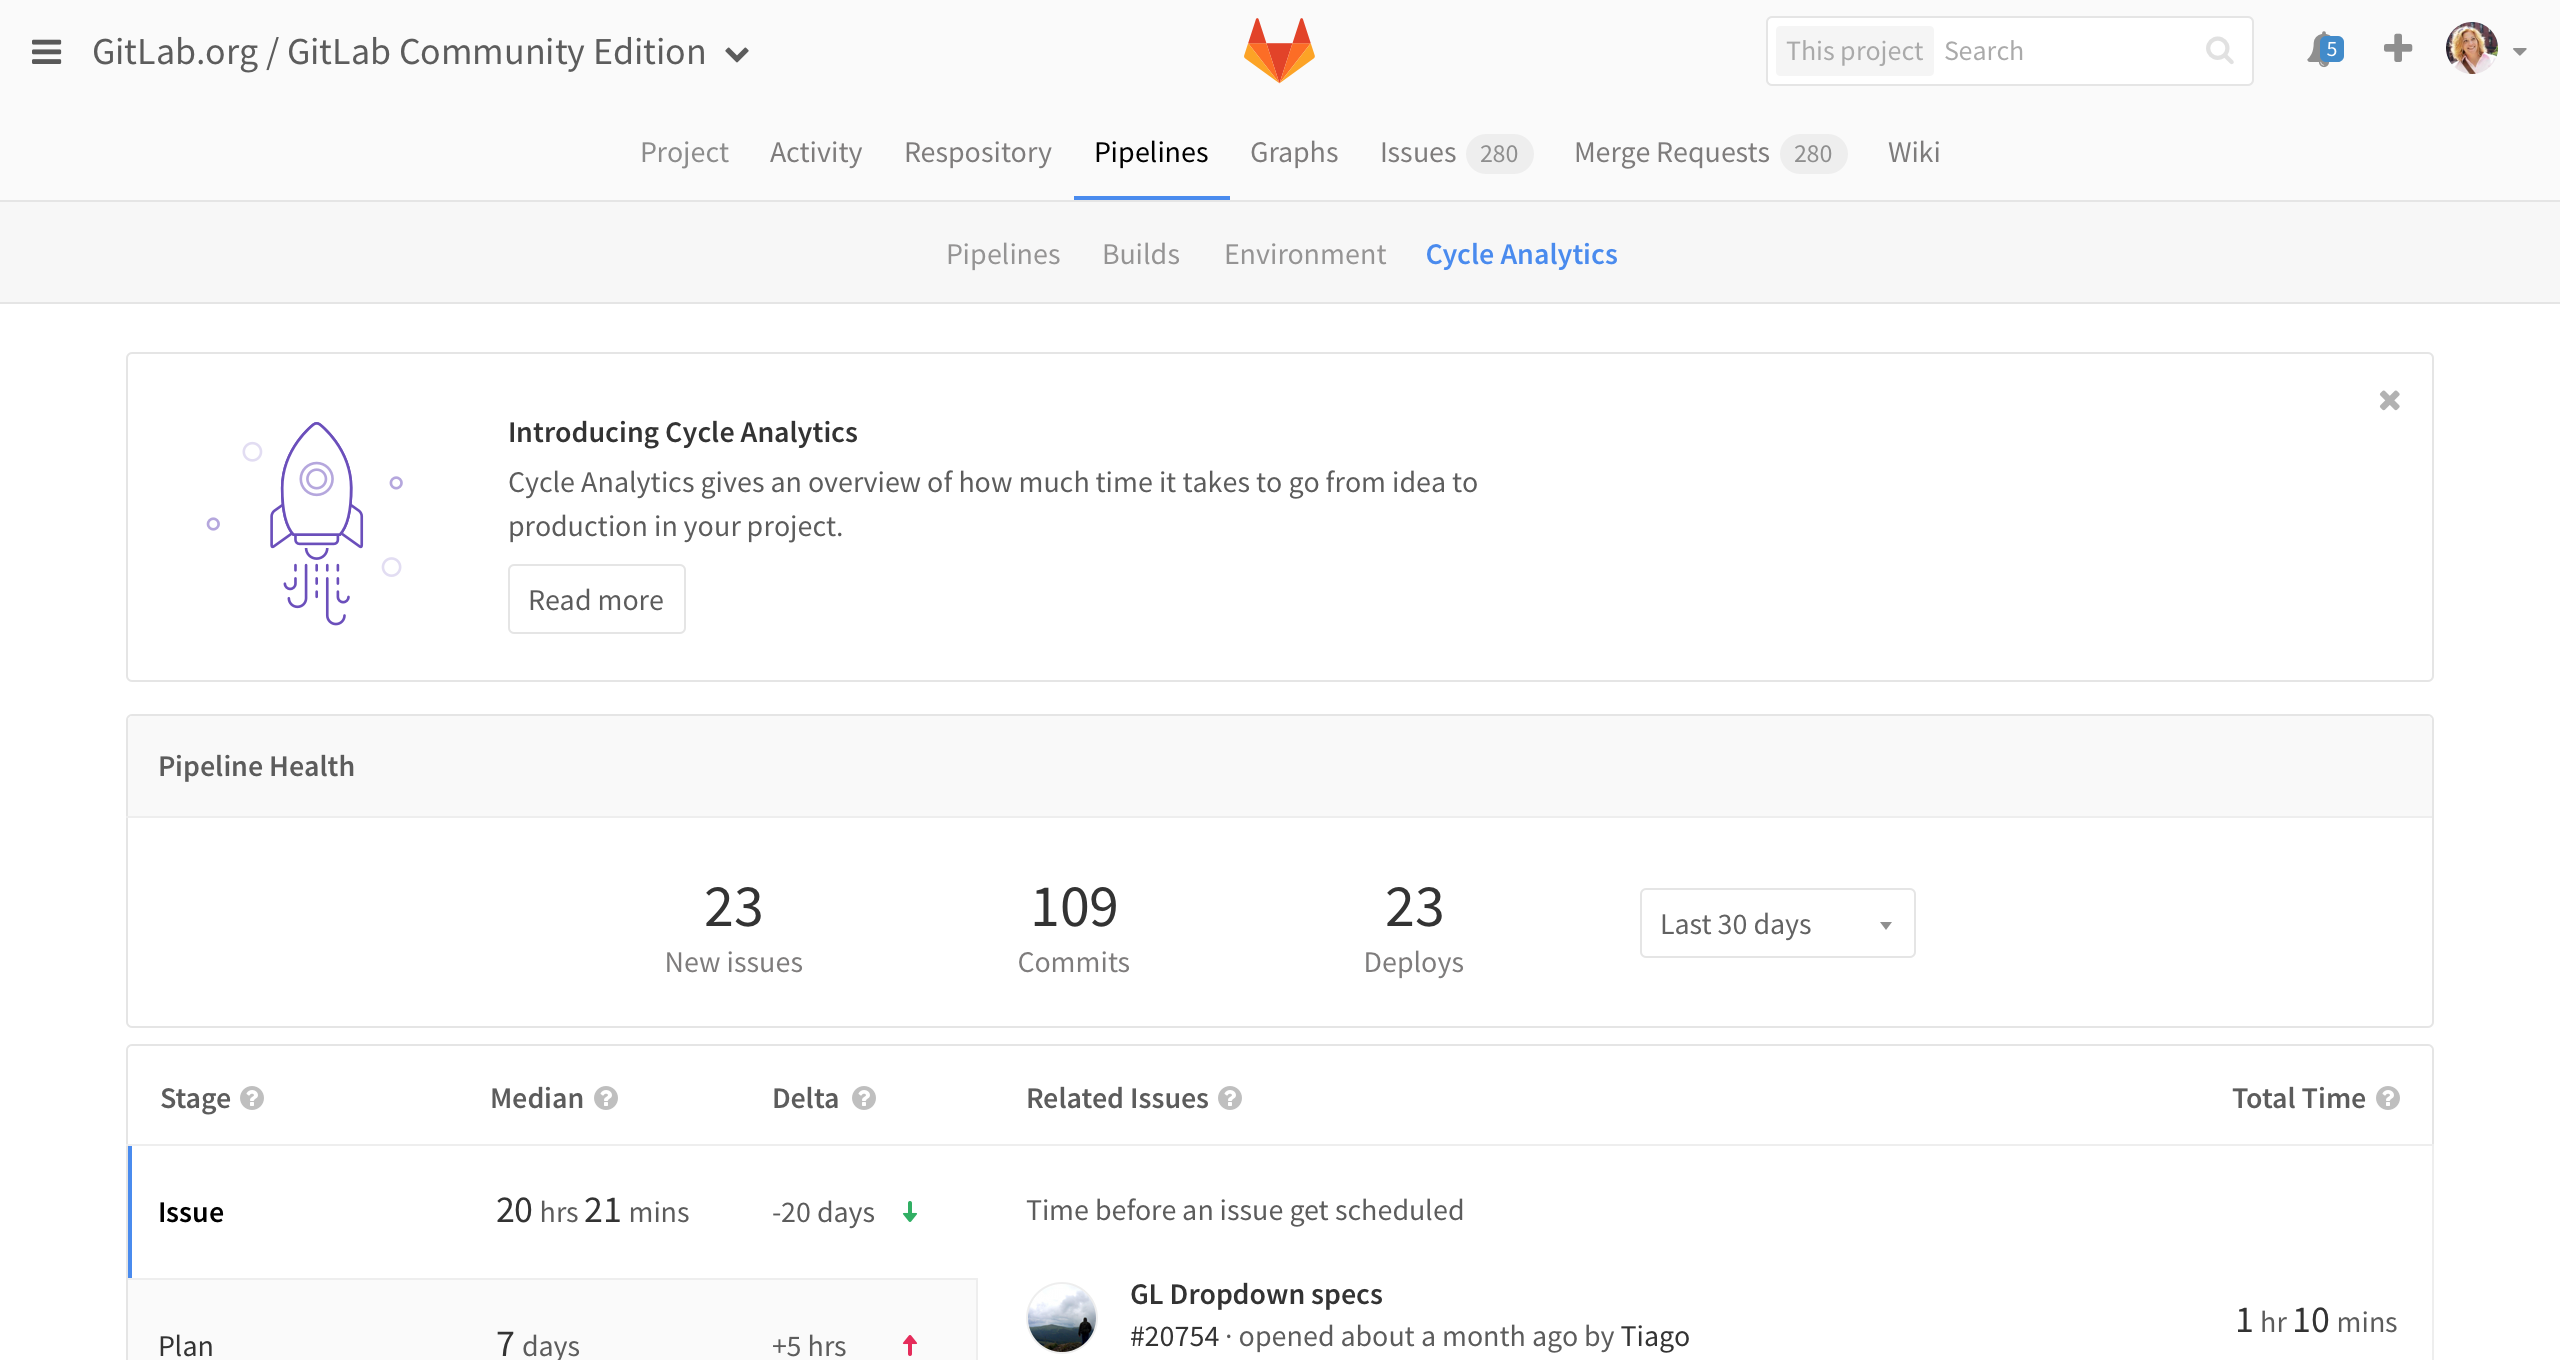 GitLab.org / GitLab Community Edition
This project Search
5
Project Activity Respository Pipelines Graphs Issues 280 Merge Requests 280 Wiki
Pipelines Builds Environment Cycle Analytics
Introducing Cycle Analytics
Cycle Analytics gives an overview of how much time it takes to go from idea to
production in your project.
Read more
Pipeline Health
23 109 23 Last 30 days
New issues Commits Deploys
Stage ? Median ? Delta ? Related Issues ? Total Time ?
Issue 20 hrs 21 mins -20 days Time before an issue get scheduled
GL Dropdown specs
#20754 · opened about a month ago by Tiago
1 hr 10 mins
Plan 7 days +5 hrs